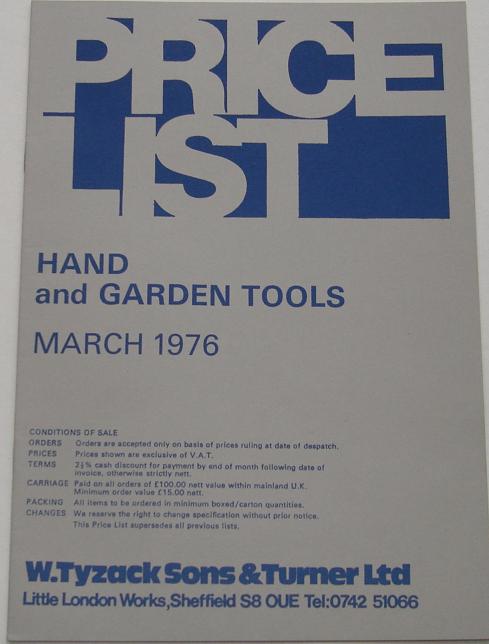 PRICE
LIST
HAND
and GARDEN TOOLS
MARCH 1976
CONDITIONS OF SALE
ORDERS Orders are accepted only on basis of prices ruling at date of despatch.
PRICES Prices shown are exclusive of V.A.T.
TERMS 2½% cash discount for payment by end of month following date of
invoice, otherwise strictly nett.
CARRIAGE Paid on all orders of £100.00 nett value within mainland U.K.
Minimum order value £15.00 nett.
PACKING All items to be ordered in minimum boxed/carton quantities.
CHANGES We reserve the right to change specification without prior notice.
This Price List supersedes all previous lists.
W.Tyzack Sons & Turner Ltd
Little London Works,Sheffield S8 OUE Tel:0742 51066